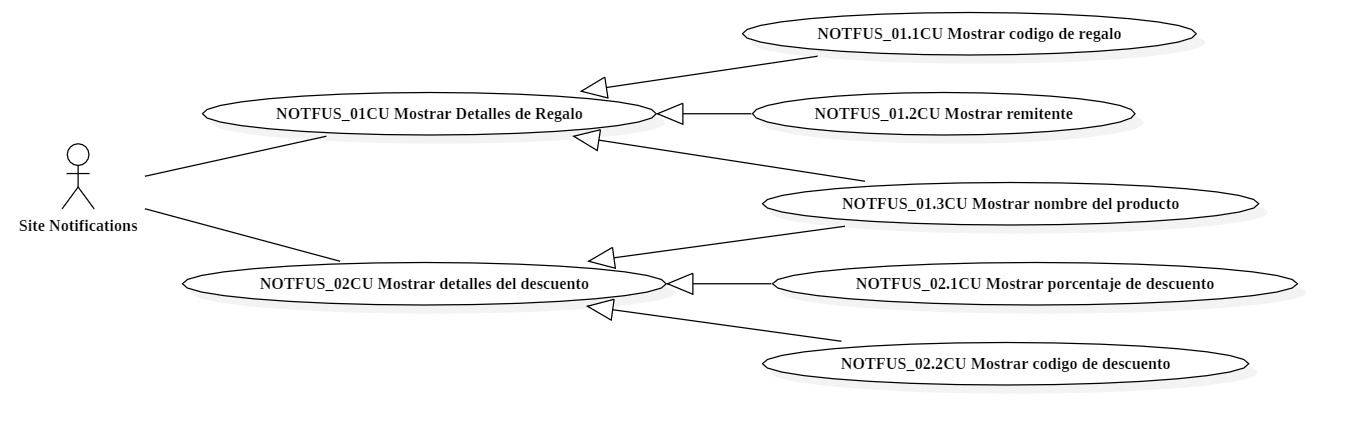 NOTFUS_01.1CU Mostrar codigo de regalo
NOTFUS_01CU Mostrar Detalles de Regalo
NOTFUS_01.2CU Mostrar remitente
NOTFUS_01.3CU Mostrar nombre del producto
Site Notifications
NOTFUS_02CU Mostrar detalles del descuento
NOTFUS_02.1CU Mostrar porcentaje de descuento
NOTFUS_02.2CU Mostrar codigo de descuento